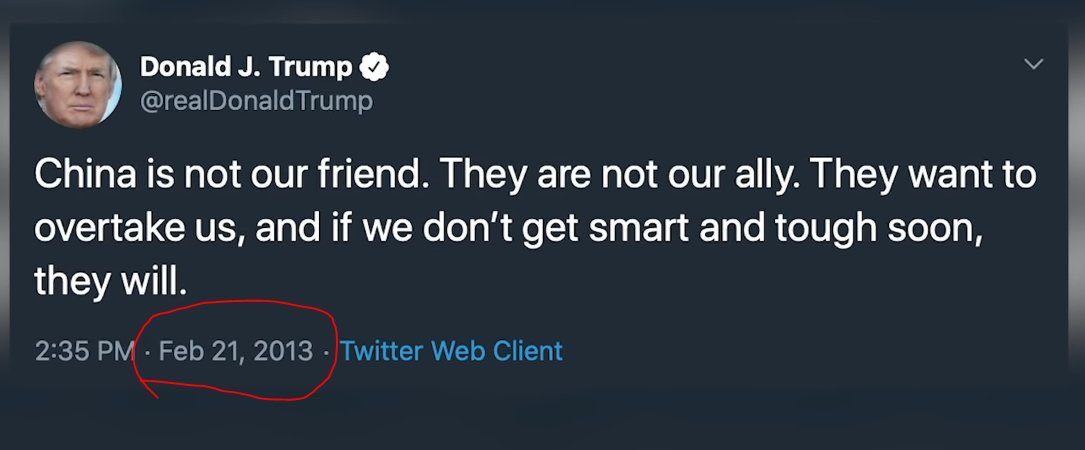 Donald J. Trump
@realDonaldTrump
China is not our friend. They are not our ally. They want to
overtake us, and if we don't get smart and tough soon,
they will.
2:35 PM · Feb 21, 2013 · Twitter Web Client